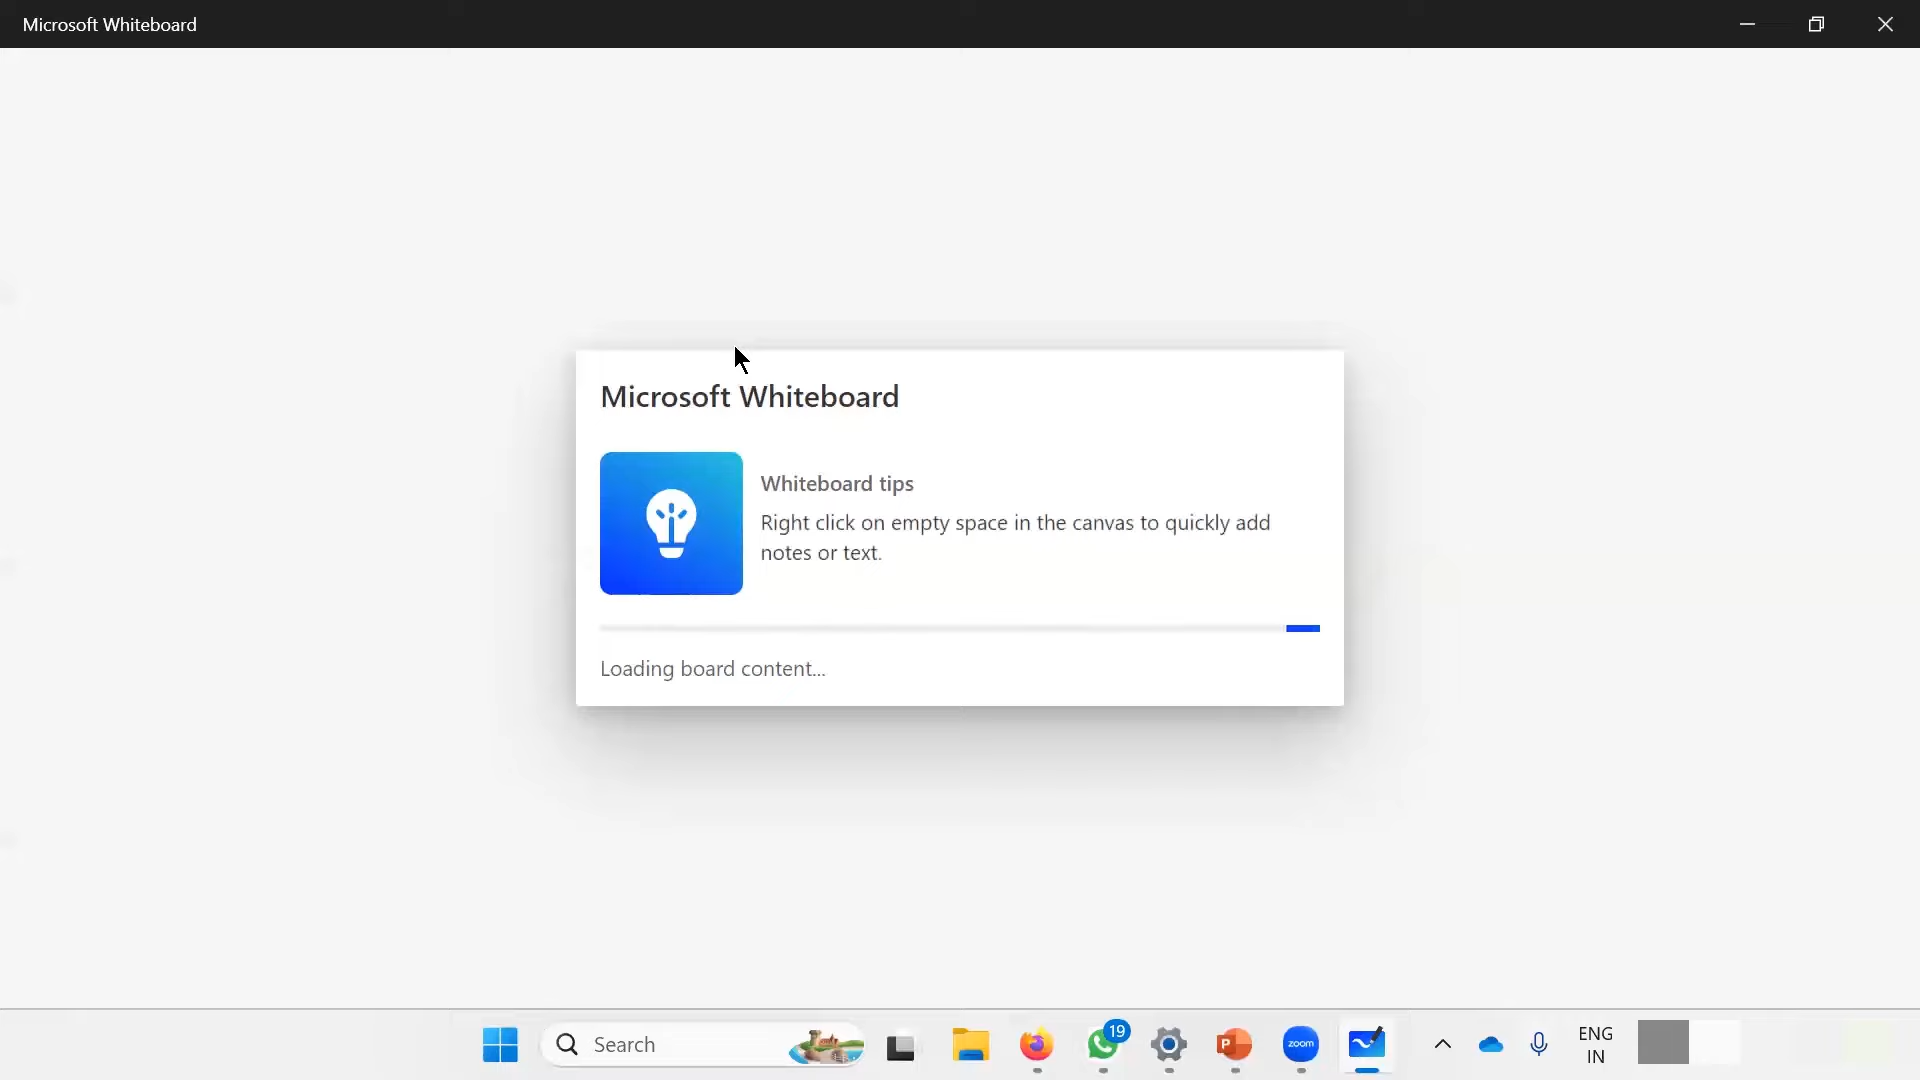 Microsoft Whiteboard
Microsoft Whiteboard
Whiteboard tips
Right click on empty space in the canvas to quickly add
notes or text.
Loading board content...
Search
19
P
zoom
ENG
IN